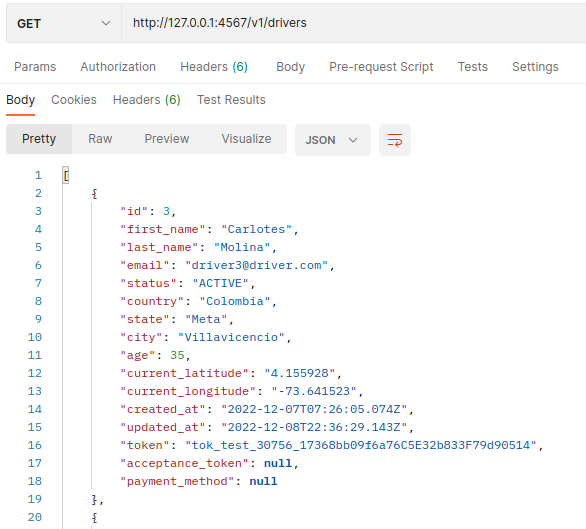 GET http://127.0.0.1:4567/v1/drivers
Params Authorization Headers (6) Body Pre-request Script Tests Settings
Body Cookies Headers (6) Test Results
Pretty Raw Preview Visualize JSON
1 [
2 {
3 "id": 3,
4 "first_name": "Carlotes",
5 "last_name": "Molina",
6 "email": "driver3@driver.com",
7 "status": "ACTIVE",
8 "country": "Colombia",
9 "state": "Meta",
10 "city": "Villavicencio",
11 "age": 35,
12 "current_latitude": "4.155928",
13 "current_longitude": "-73.641523",
14 "created_at": "2022-12-07T07:26:05.074Z",
15 "updated_at": "2022-12-08T22:36:29.143Z",
16 "token": "tok_test_30756_17368bb09f6a76C5E32b833F79d90514",
17 "acceptance_token": null,
18 "payment_method": null
19 },
20 {